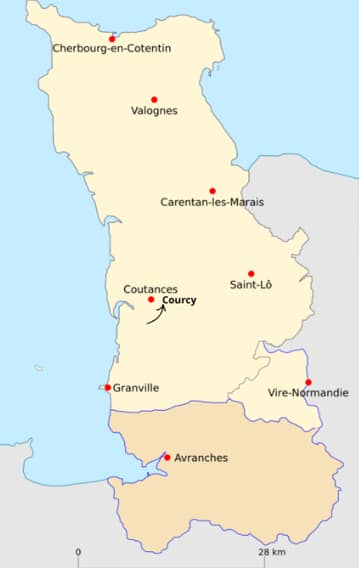 Cherbourg-en-Cotentin
Valognes
Carentan-les-Marais
Saint-Lô
Coutances
Courcy
Vire-Normandie
Granville
Avranches
0
28 km